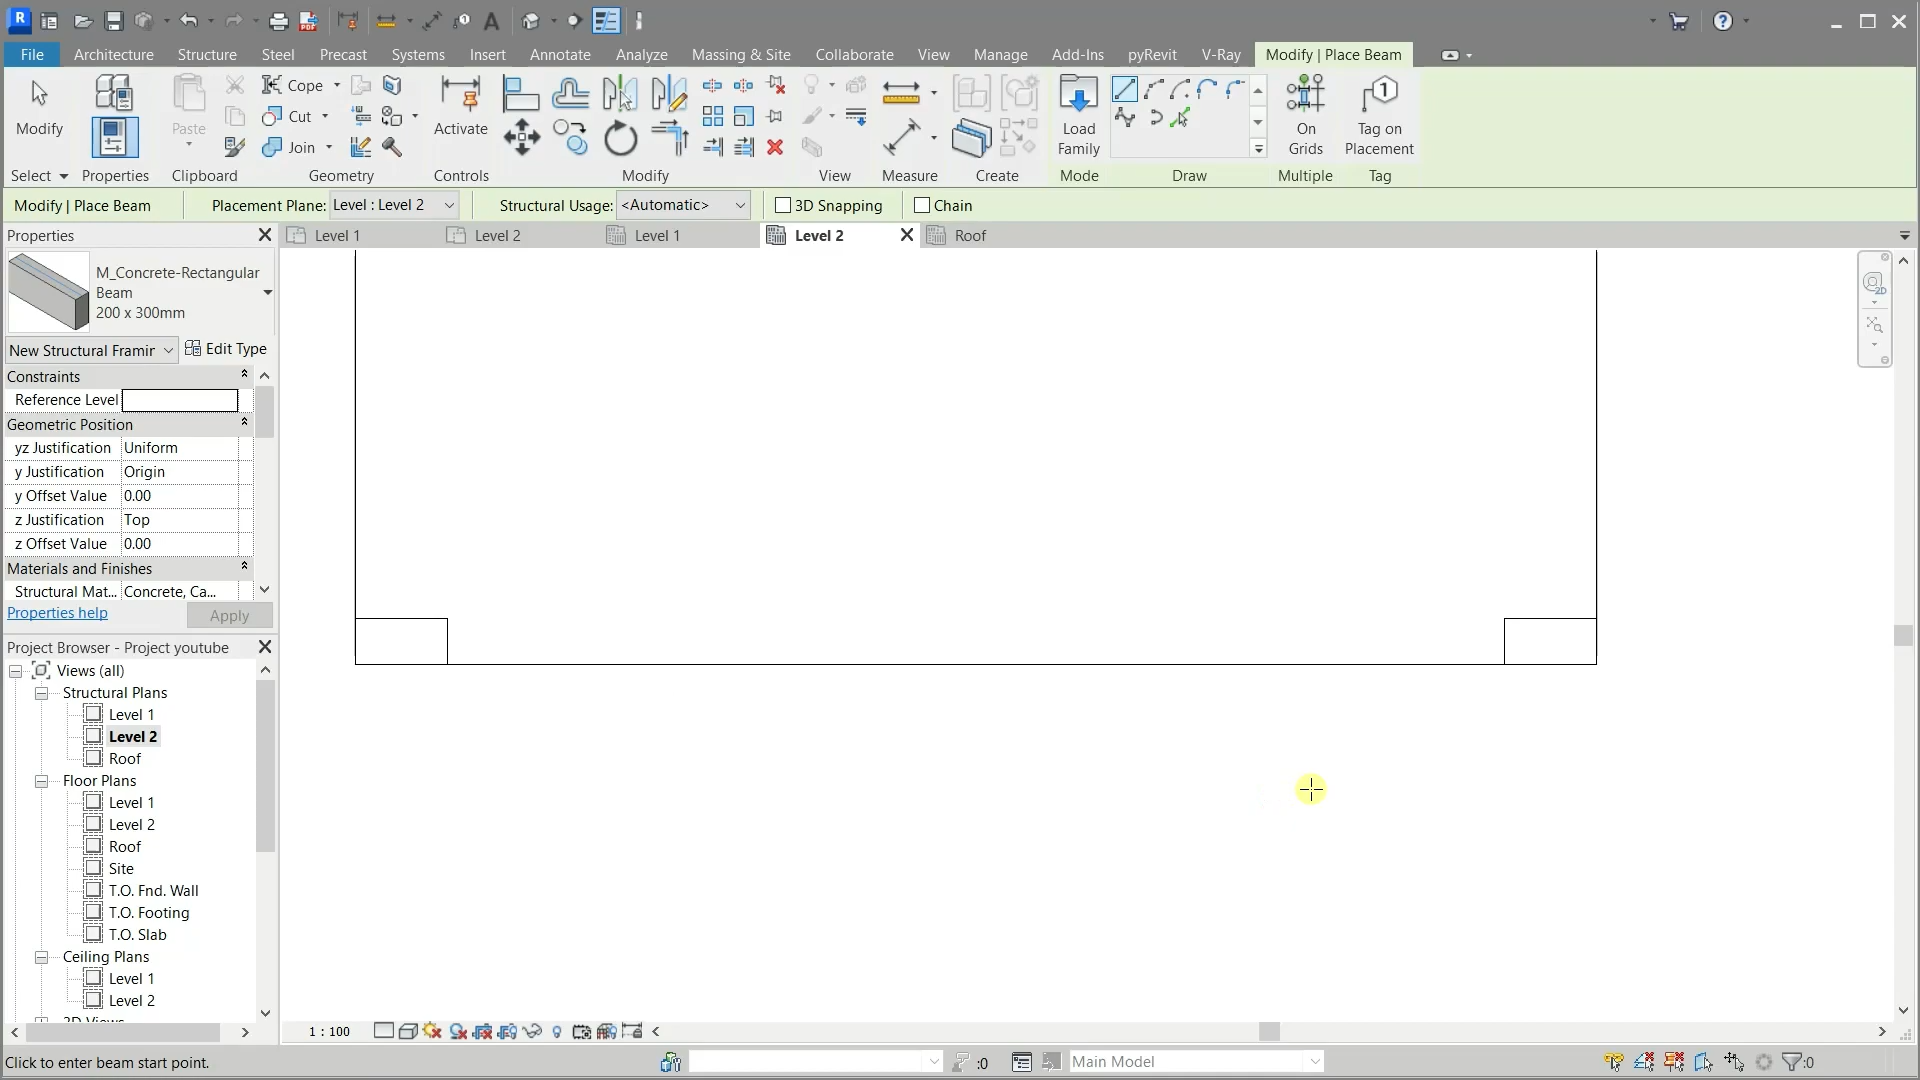 File Architecture Structure Steel Precast Systems Insert Annotate Analyze Massing & Site Collaborate View Manage Add-Ins pyRevit V-Ray Modify | Place Beam
Modify
Paste
Cope
Cut
Join
Activate
Load
Family
On
Grids
Tag on
Placement
Select Properties Clipboard Geometry Controls Modify View Measure Create Mode Draw Multiple Tag
Modify | Place Beam Placement Plane: Level : Level 2 Structural Usage: <Automatic> 3D Snapping Chain
Properties
Level 1 Level 2 Level 1 Level 2 Roof
M_Concrete-Rectangular
Beam
200 x 300mm
New Structural Framir Edit Type
Constraints
Reference Level
Geometric Position
yz Justification Uniform
y Justification Origin
y Offset Value 0.00
z Justification Top
z Offset Value 0.00
Materials and Finishes
Structural Mat... Concrete, Ca...
Properties help Apply
Project Browser - Project youtube
Views (all)
Structural Plans
Level 1
Level 2
Roof
Floor Plans
Level 1
Level 2
Roof
Site
T.O. Fnd. Wall
T.O. Footing
T.O. Slab
Ceiling Plans
Level 1
Level 2
1 : 100
Click to enter beam start point. :0 Main Model :0